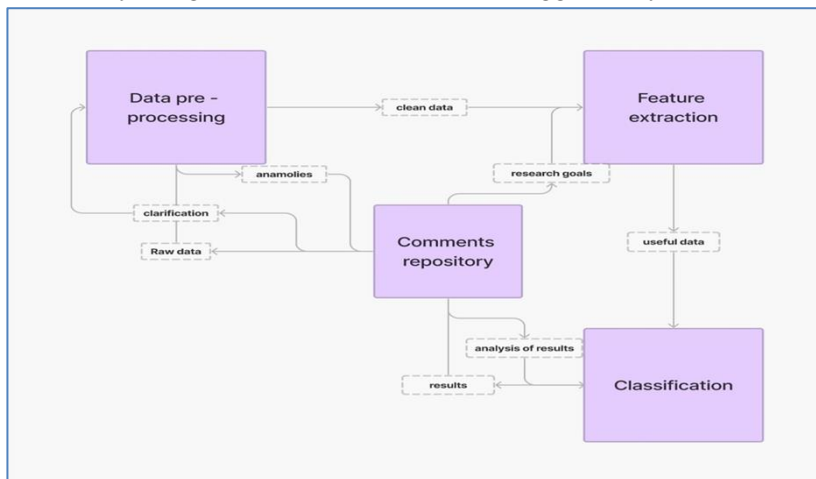 Data pre -
processing
Feature
extraction
clean data
anamolies
research goals
clarification
Raw data
Comments
repository
useful data
analysis of results
results
Classification